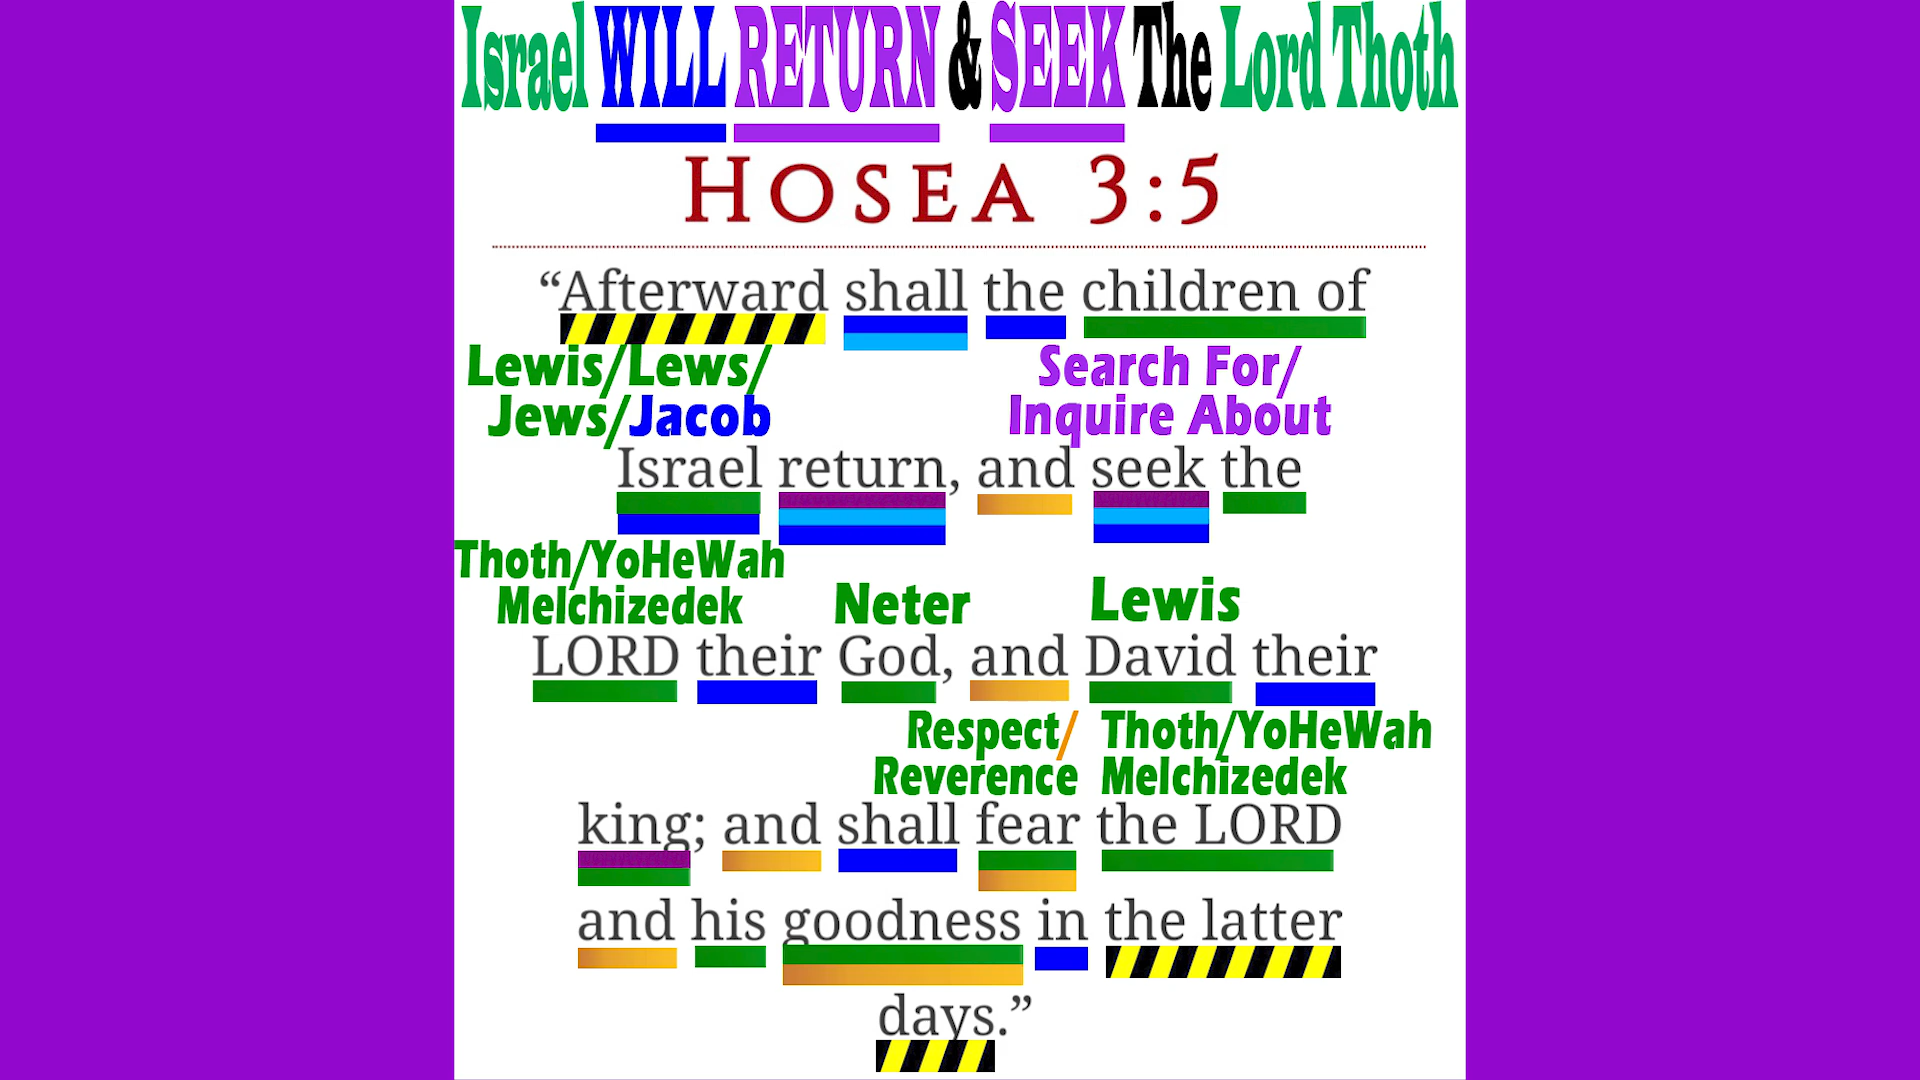 Israel WILL RETURN & SEEK The Lord Thoth
HOSEA 3:5
“Afterward shall the children of
Lewis/Lews/
Jews/Jacob
Search For/
Inquire About
Israel return, and seek the
Thoth/YoHeWah
Melchizedek
Neter
Lewis
LORD their God, and David their
Respect/
Reverence
Thoth/YoHeWah
Melchizedek
king; and shall fear the LORD
and his goodness in the latter
days.”